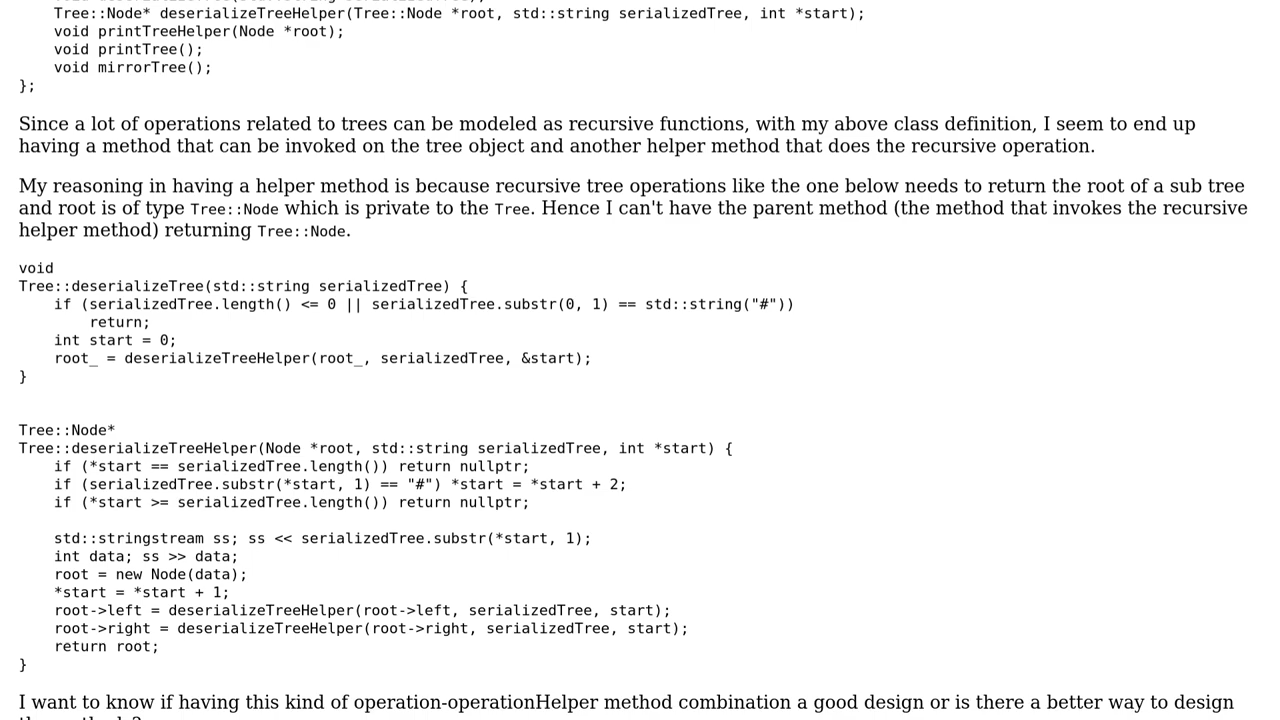 Tree::Node* deserializeTreeHelper(Tree::Node *root, std::string serializedTree, int *start);
    void printTreeHelper(Node *root);
    void printTree();
    void mirrorTree();
};
Since a lot of operations related to trees can be modeled as recursive functions, with my above class definition, I seem to end up
having a method that can be invoked on the tree object and another helper method that does the recursive operation.
My reasoning in having a helper method is because recursive tree operations like the one below needs to return the root of a sub tree
and root is of type Tree::Node which is private to the Tree. Hence I can't have the parent method (the method that invokes the recursive
helper method) returning Tree::Node.
void
Tree::deserializeTree(std::string serializedTree) {
    if (serializedTree.length() <= 0 || serializedTree.substr(0, 1) == std::string("#"))
        return;
    int start = 0;
    root_ = deserializeTreeHelper(root_, serializedTree, &start);
}
Tree::Node*
Tree::deserializeTreeHelper(Node *root, std::string serializedTree, int *start) {
    if (*start == serializedTree.length()) return nullptr;
    if (serializedTree.substr(*start, 1) == "#") *start = *start + 2;
    if (*start >= serializedTree.length()) return nullptr;
    std::stringstream ss; ss << serializedTree.substr(*start, 1);
    int data; ss >> data;
    root = new Node(data);
    *start = *start + 1;
    root->left = deserializeTreeHelper(root->left, serializedTree, start);
    root->right = deserializeTreeHelper(root->right, serializedTree, start);
    return root;
}
I want to know if having this kind of operation-operationHelper method combination a good design or is there a better way to design